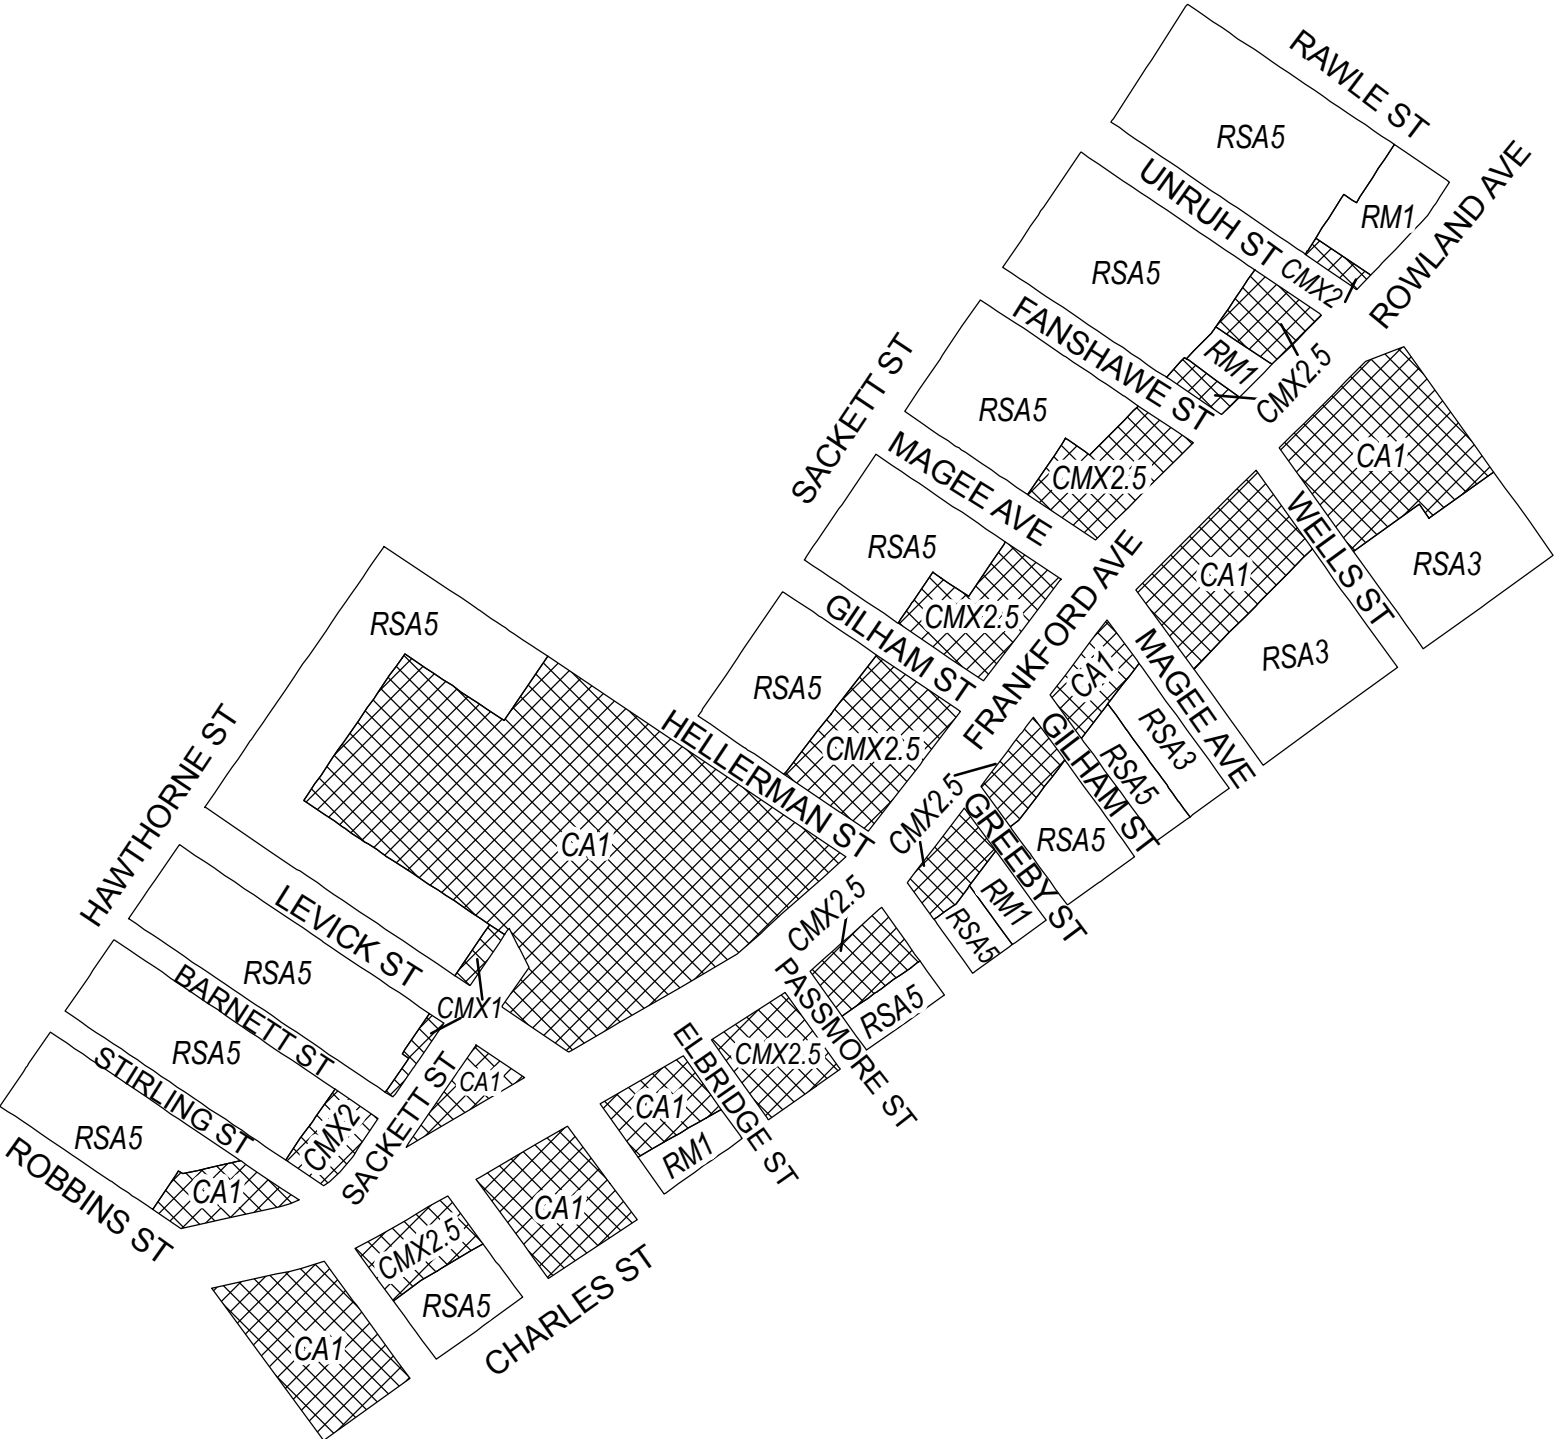 RAWLE ST
RSA5
ROWLAND AVE
UNRUH ST
RM1
RSA5
CMX2
FANSHAWE ST
RM1
CMX2.5
SACKETT ST
RSA5
CA1
MAGEE AVE
CMX2.5
WELLS ST
RSA5
CA1
RSA3
FRANKFORD AVE
GILHAM ST
CMX2.5
RSA5
RSA3
CA1
MAGEE AVE
RSA5
HAWTHORNE ST
HELLERMAN ST
CMX2.5
GILHAM ST
RSA3
RSA5
CMX2.5
GREEBY ST
RSA5
CA1
LEVICK ST
CMX2.5
RM1
RSA5
RSA5
BARNETT ST
CMX1
PASSMORE ST
RSA5
RSA5
STIRLING ST
SACKETT ST
CA1
ELBRIDGE ST
CMX2.5
RSA5
CMX2
CA1
RM1
ROBBINS ST
CA1
CA1
CMX2.5
RSA5
CHARLES ST
CA1